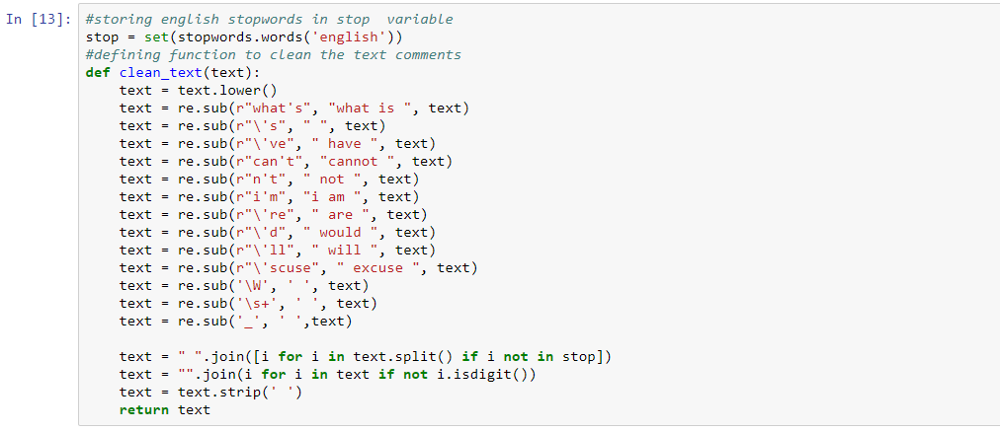 In [13]: #storing english stopwords in stop  variable
stop = set(stopwords.words('english'))
#defining function to clean the text comments
def clean_text(text):
    text = text.lower()
    text = re.sub(r"what's", "what is ", text)
    text = re.sub(r"\'s", " ", text)
    text = re.sub(r"\'ve", " have ", text)
    text = re.sub(r"can't", "cannot ", text)
    text = re.sub(r"n't", " not ", text)
    text = re.sub(r"i'm", "i am ", text)
    text = re.sub(r"\'re", " are ", text)
    text = re.sub(r"\'d", " would ", text)
    text = re.sub(r"\'ll", " will ", text)
    text = re.sub(r"\'scuse", " excuse ", text)
    text = re.sub('\W', ' ', text)
    text = re.sub('\s+', ' ', text)
    text = re.sub('_', ' ',text)
    text = " ".join([i for i in text.split() if i not in stop])
    text = "".join(i for i in text if not i.isdigit())
    text = text.strip(' ')
    return text